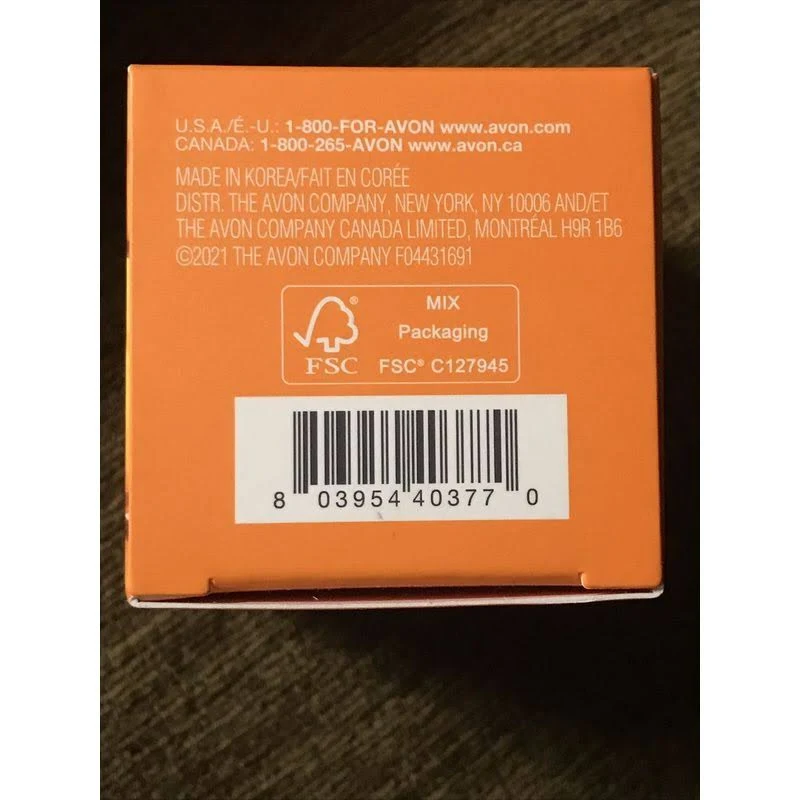 U.S.A./É.-U.: 1-800-FOR-AVON www.avon.com
CANADA: 1-800-265-AVON www.avon.ca
MADE IN KOREA/FAIT EN CORÉE
DISTR. THE AVON COMPANY, NEW YORK, NY 10006 AND/ET
THE AVON COMPANY CANADA LIMITED, MONTRÉAL H9R 1B6
©2021 THE AVON COMPANY F04431691
FSC®
MIX
Packaging
FSC® C127945
8 03954 40377 0